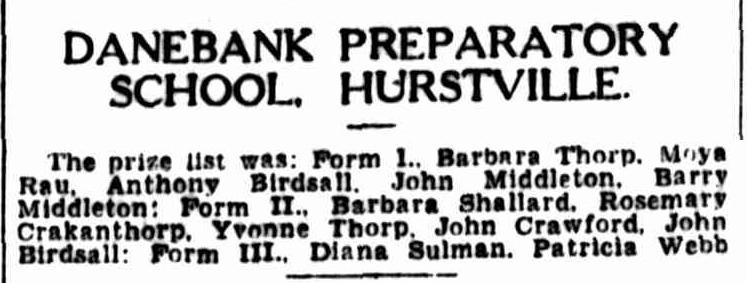 DANEBANK PREPARATORY
SCHOOL, HURSTVILLE.
The prize list was: Form I., Barbara Thorp, Moya
Rau, Anthony Birdsall, John Middleton, Barry
Middleton; Form II., Barbara Shallard, Rosemary
Crakanthorp, Yvonne Thorp, John Crawford, John
Birdsall; Form III., Diana Sulman, Patricia Webb